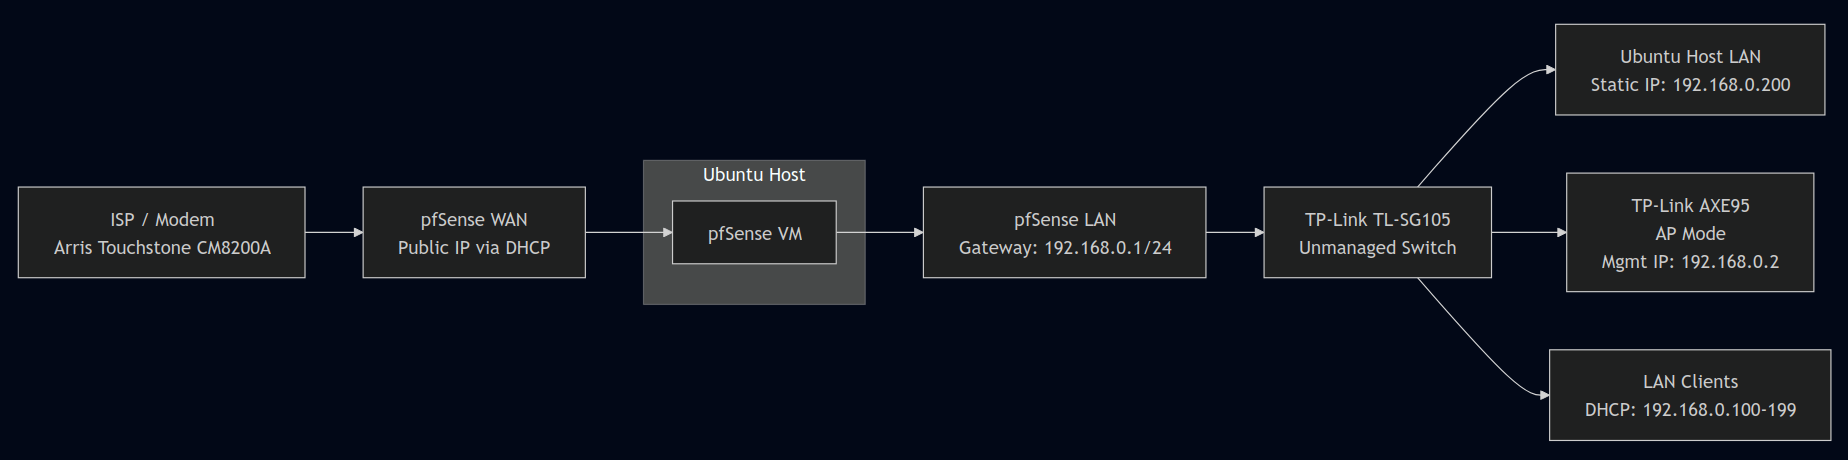 ISP / Modem
Arris Touchstone CM8200A
pfSense WAN
Public IP via DHCP
Ubuntu Host
pfSense VM
pfSense LAN
Gateway: 192.168.0.1/24
TP-Link TL-SG105
Unmanaged Switch
Ubuntu Host LAN
Static IP: 192.168.0.200
TP-Link AXE95
AP Mode
Mgmt IP: 192.168.0.2
LAN Clients
DHCP: 192.168.0.100-199